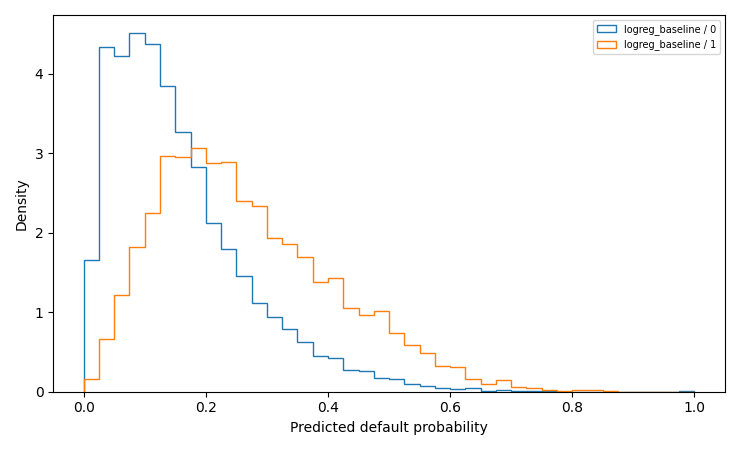 logreg_baseline / 0
logreg_baseline / 1
Density
4
3
2
1
0
0.0 0.2 0.4 0.6 0.8 1.0
Predicted default probability